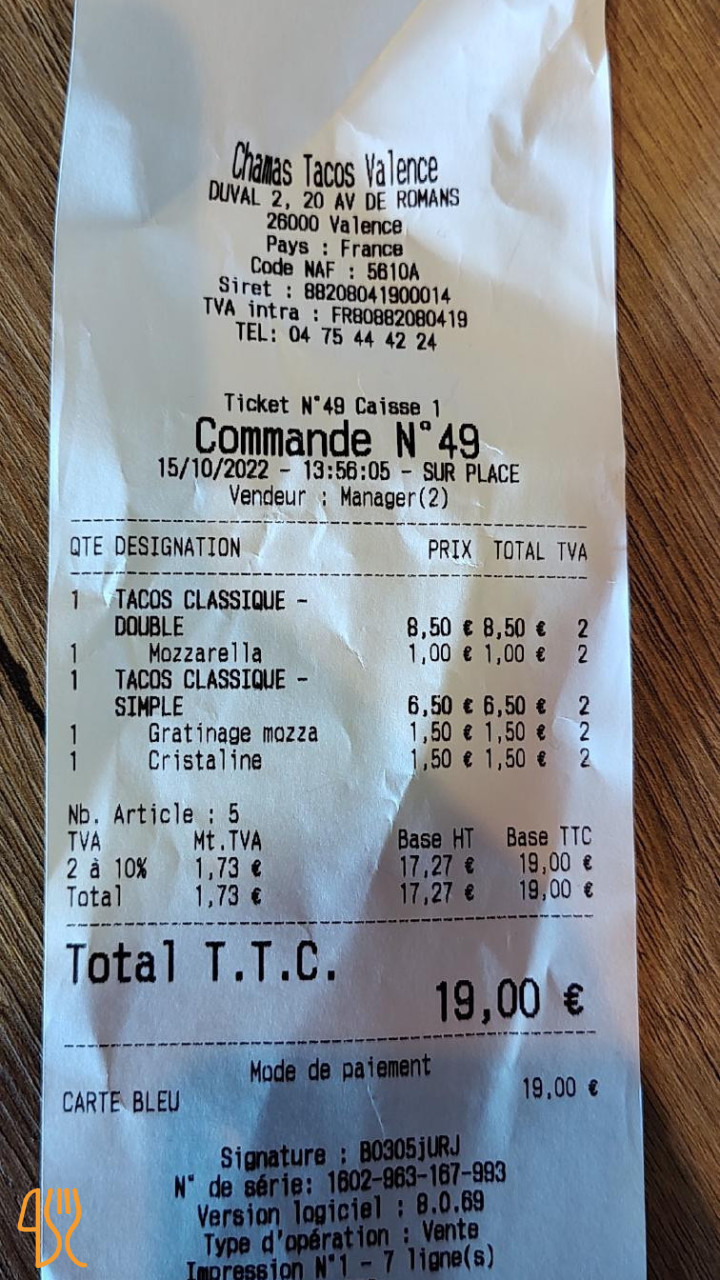 Chamas Tacos Valence
DUVAL 2, 20 AV DE ROMANS
26000 Valence
Pays : France
Code NAF : 5610A
Siret : 88208041900014
TVA intra : FR80882080419
TEL: 04 75 44 42 24
Ticket N°49 Caisse 1
Commande N°49
15/10/2022 - 13:56:05 - SUR PLACE
Vendeur : Manager(2)
QTE DESIGNATION PRIX TOTAL TVA
1 TACOS CLASSIQUE -
DOUBLE 8,50 € 8,50 € 2
1 Mozzarella 1,00 € 1,00 € 2
1 TACOS CLASSIQUE -
SIMPLE 6,50 € 6,50 € 2
1 Gratinage mozza 1,50 € 1,50 € 2
1 Cristaline 1,50 € 1,50 € 2
Nb. Article : 5
TVA Mt.TVA Base HT Base TTC
2 à 10% 1,73 € 17,27 € 19,00 €
Total 1,73 € 17,27 € 19,00 €
Total T.T.C.
19,00 €
Mode de paiement
CARTE BLEU 19,00 €
Signature : B0305jURJ
N° de série: 1602-963-167-993
Version logiciel : 8.0.69
Type d'opération : Vente
Impression N°1 - 7 ligne(s)